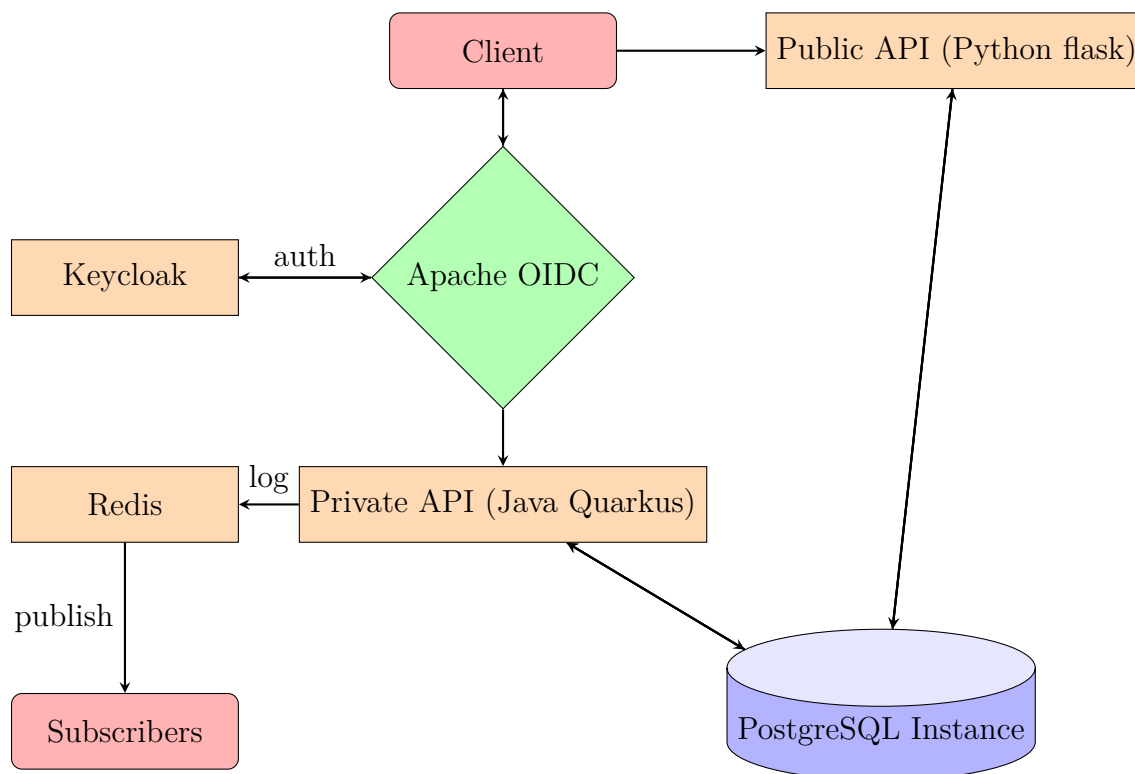 Client
Public API (Python flask)
Keycloak
auth
Apache OIDC
Redis
log
Private API (Java Quarkus)
publish
Subscribers
PostgreSQL Instance